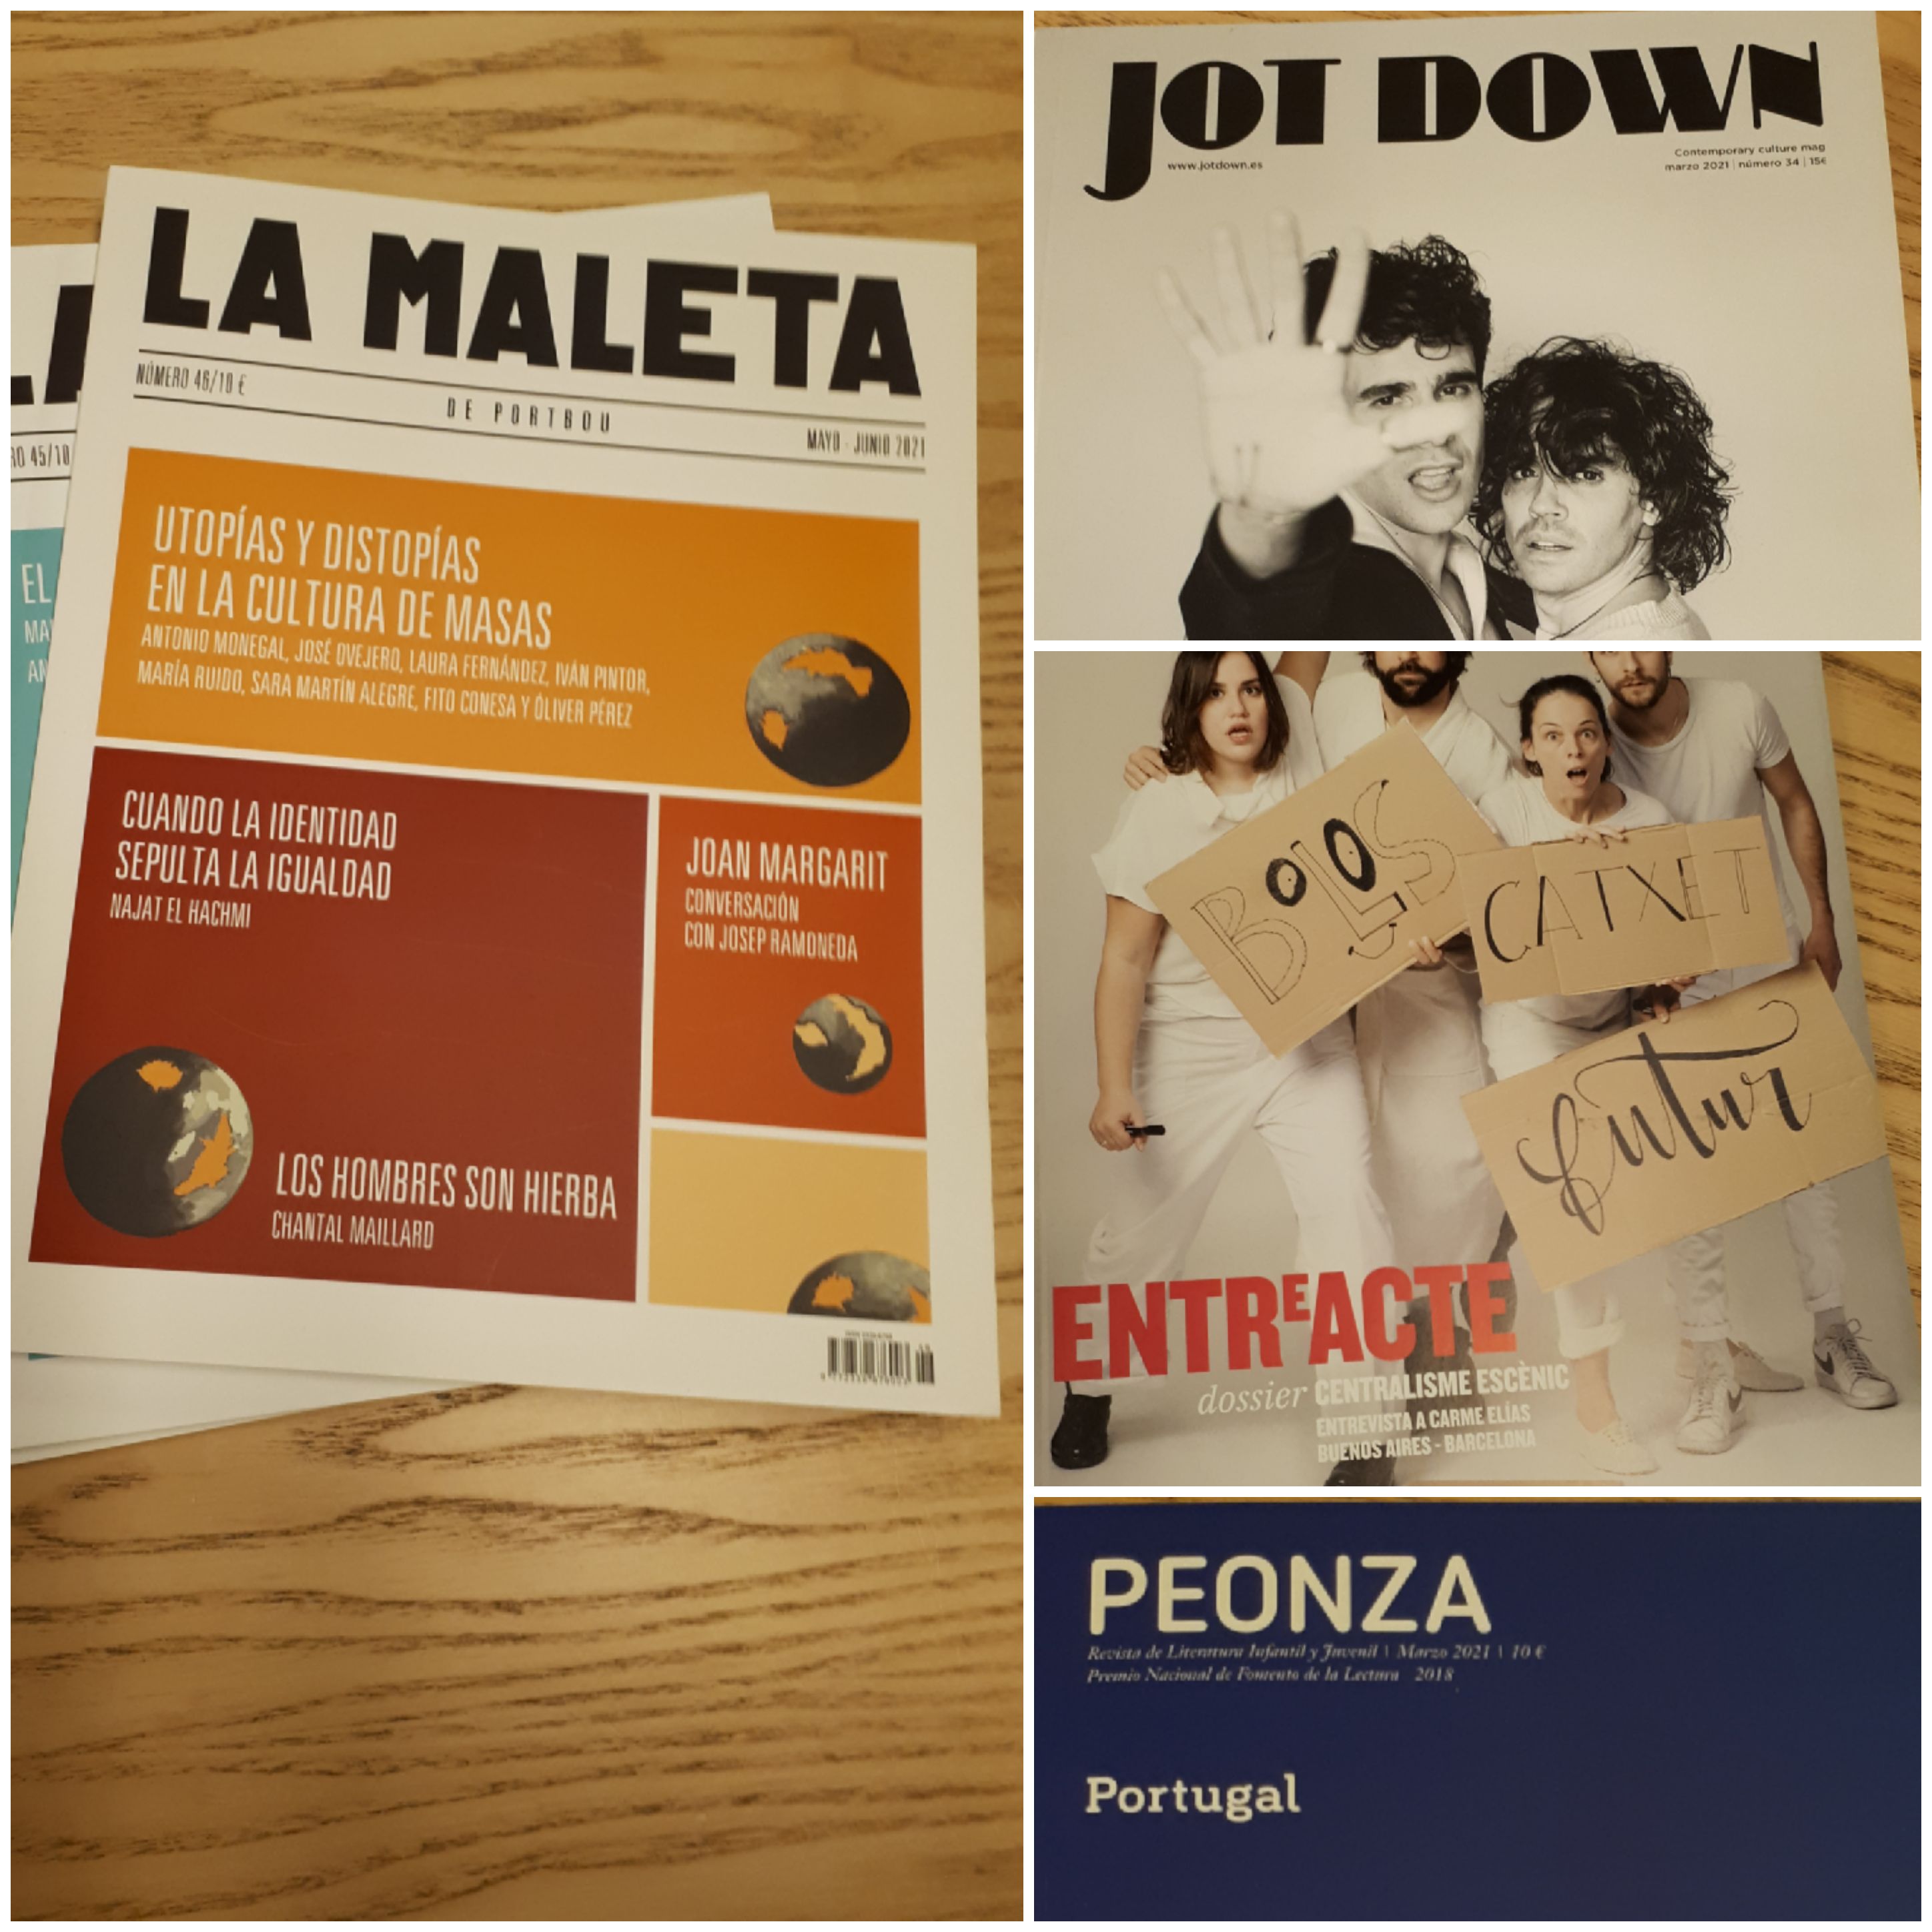 LA MALETA
NÚMERO 46/10 €
DE PORTBOU
MAYO - JUNIO 2021
UTOPÍAS Y DISTOPÍAS
EN LA CULTURA DE MASAS
ANTONIO MONEGAL, JOSÉ OVEJERO, LAURA FERNÁNDEZ, IVÁN PINTOR,
MARÍA RUIDO, SARA MARTÍN ALEGRE, FITO CONESA Y ÓLIVER PÉREZ
CUANDO LA IDENTIDAD
SEPULTA LA IGUALDAD
NAJAT EL HACHMI
JOAN MARGARIT
CONVERSACIÓN
CON JOSEP RAMONEDA
LOS HOMBRES SON HIERBA
CHANTAL MAILLARD
45/10
EL
JOT DOWN
www.jotdown.es
Contemporary culture mag
marzo 2021 | número 34 | 15€
BOLOS
CATXET
futur
ENTREACTE
dossier CENTRALISME ESCÈNIC
ENTREVISTA A CARME ELÍAS
BUENOS AIRES - BARCELONA
PEONZA
Revista de Literatura Infantil y Juvenil | Marzo 2021 | 10 €
Premio Nacional de Fomento de la Lectura 2018
Portugal